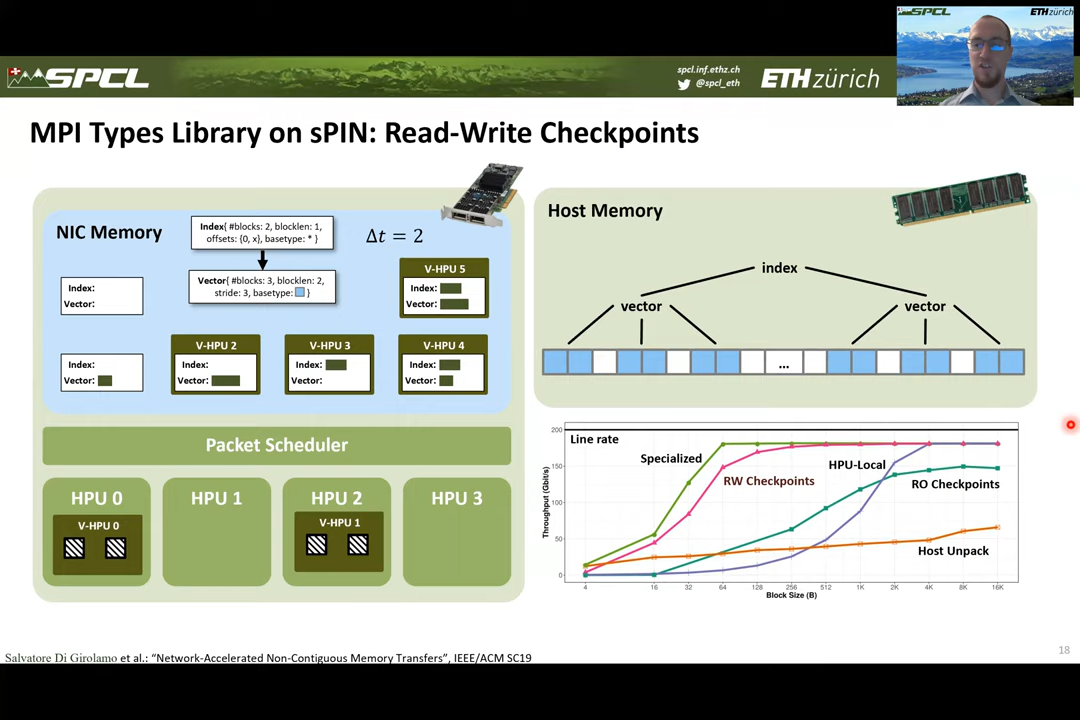 SPCL
ETHzürich
SPCL
spcl.inf.ethz.ch
@spcl_eth
ETHzürich
MPI Types Library on sPIN: Read-Write Checkpoints
NIC Memory
Index{ #blocks: 2, blocklen: 1,
offsets: {0, x}, basetype: * }
Δt = 2
Vector{ #blocks: 3, blocklen: 2,
stride: 3, basetype: }
Index:
Vector:
V-HPU 5
Index:
Vector:
Index:
Vector:
V-HPU 2
Index:
Vector:
V-HPU 3
Index:
Vector:
V-HPU 4
Index:
Vector:
Packet Scheduler
HPU 0
V-HPU 0
HPU 1
HPU 2
V-HPU 1
HPU 3
Host Memory
index
vector
vector
...
Throughput (Gbit/s)
200
150
100
50
0
Line rate
Specialized
RW Checkpoints
HPU-Local
RO Checkpoints
Host Unpack
4
16
32
64
128
256
512
1K
2K
4K
8K
16K
Block Size (B)
18
Salvatore Di Girolamo et al.: “Network-Accelerated Non-Contiguous Memory Transfers”, IEEE/ACM SC19